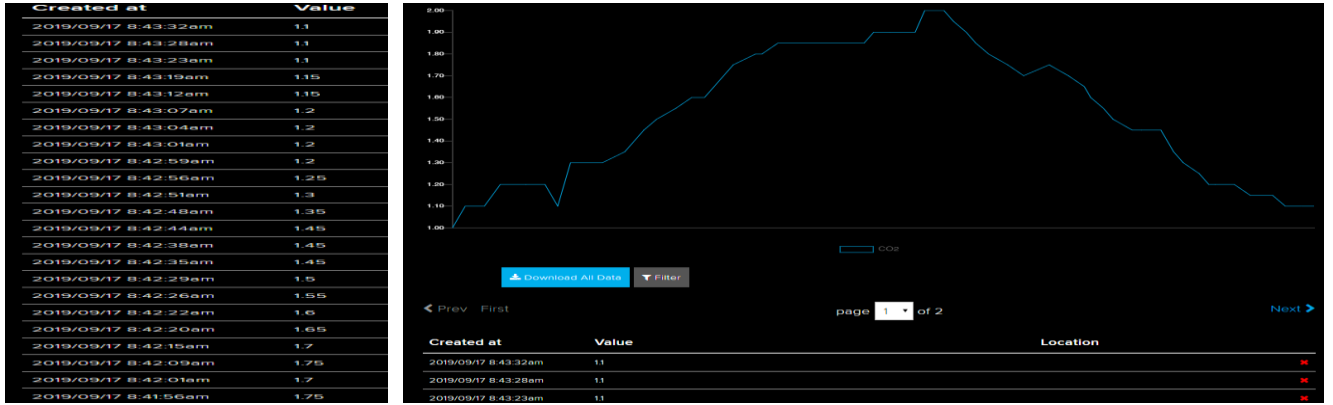 Created at Value
2019/09/17 8:43:32am 1.1
2019/09/17 8:43:28am 1.1
2019/09/17 8:43:23am 1.1
2019/09/17 8:43:19am 1.15
2019/09/17 8:43:12am 1.15
2019/09/17 8:43:07am 1.2
2019/09/17 8:43:04am 1.2
2019/09/17 8:43:01am 1.2
2019/09/17 8:42:59am 1.2
2019/09/17 8:42:56am 1.25
2019/09/17 8:42:51am 1.3
2019/09/17 8:42:48am 1.35
2019/09/17 8:42:44am 1.45
2019/09/17 8:42:38am 1.45
2019/09/17 8:42:35am 1.45
2019/09/17 8:42:29am 1.5
2019/09/17 8:42:26am 1.55
2019/09/17 8:42:22am 1.6
2019/09/17 8:42:20am 1.65
2019/09/17 8:42:15am 1.7
2019/09/17 8:42:09am 1.75
2019/09/17 8:42:01am 1.7
2019/09/17 8:41:56am 1.75
2.00
1.90
1.80
1.70
1.60
1.50
1.40
1.30
1.20
1.10
1.00
CO2
Download All Data Filter
Prev First page 1 of 2 Next
Created at Value Location
2019/09/17 8:43:32am 1.1
2019/09/17 8:43:28am 1.1
2019/09/17 8:43:23am 1.1